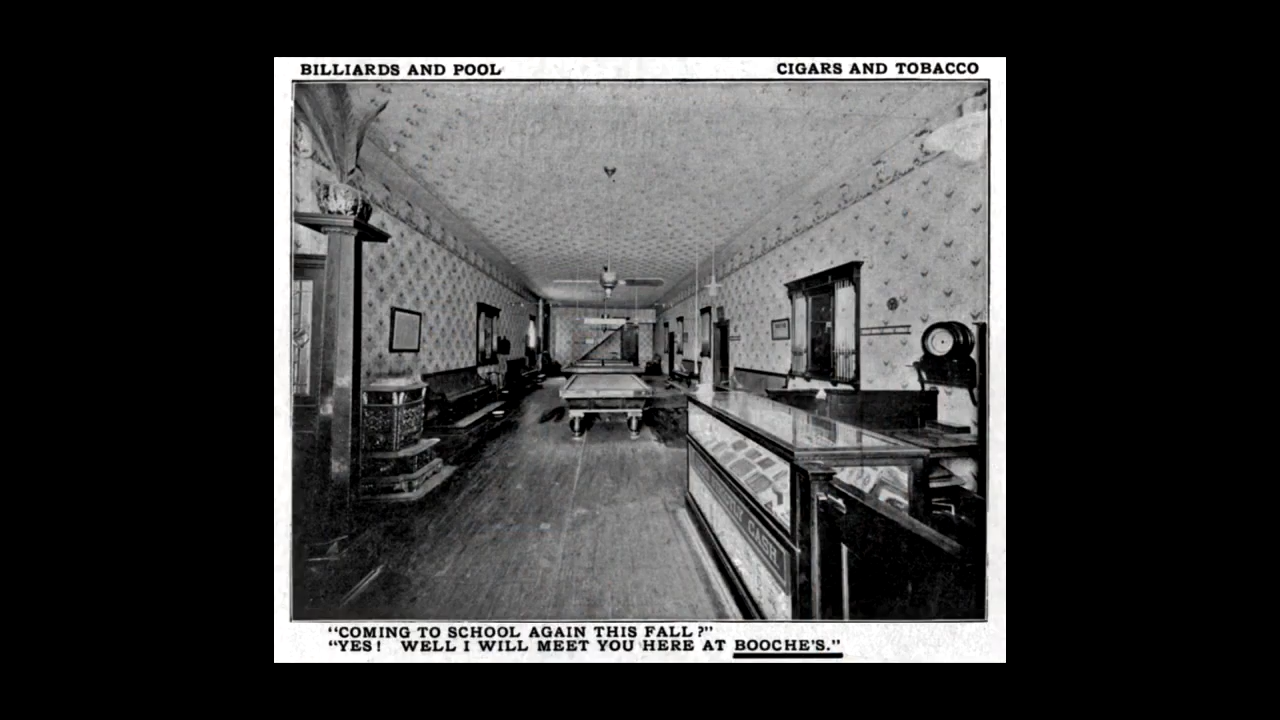 BILLIARDS AND POOL
CIGARS AND TOBACCO
CASH
"COMING TO SCHOOL AGAIN THIS FALL?"
"YES! WELL I WILL MEET YOU HERE AT BOOCHE'S."